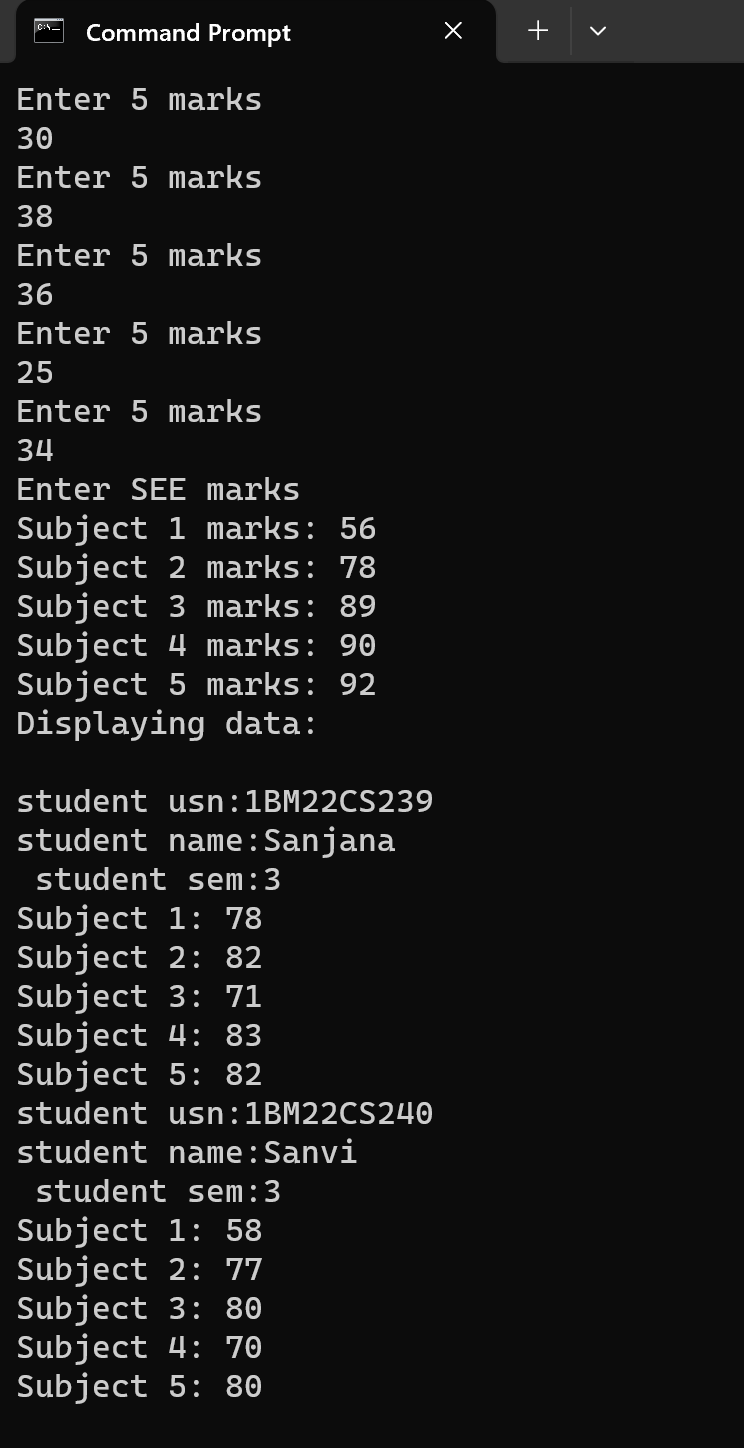 Command Prompt
Enter 5 marks
30
Enter 5 marks
38
Enter 5 marks
36
Enter 5 marks
25
Enter 5 marks
34
Enter SEE marks
Subject 1 marks: 56
Subject 2 marks: 78
Subject 3 marks: 89
Subject 4 marks: 90
Subject 5 marks: 92
Displaying data:

student usn:1BM22CS239
student name:Sanjana
 student sem:3
Subject 1: 78
Subject 2: 82
Subject 3: 71
Subject 4: 83
Subject 5: 82
student usn:1BM22CS240
student name:Sanvi
 student sem:3
Subject 1: 58
Subject 2: 77
Subject 3: 80
Subject 4: 70
Subject 5: 80